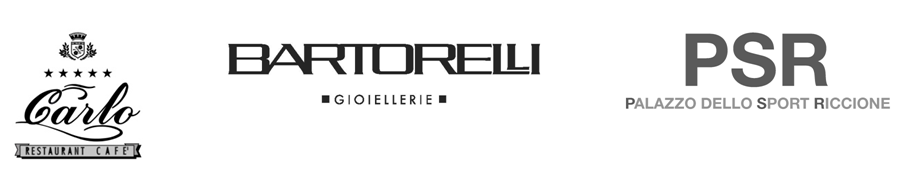 Carlo
RESTAURANT CAFE'
BARTORELLI
GIOIELLERIE
PSR
PALAZZO DELLO SPORT RICCIONE